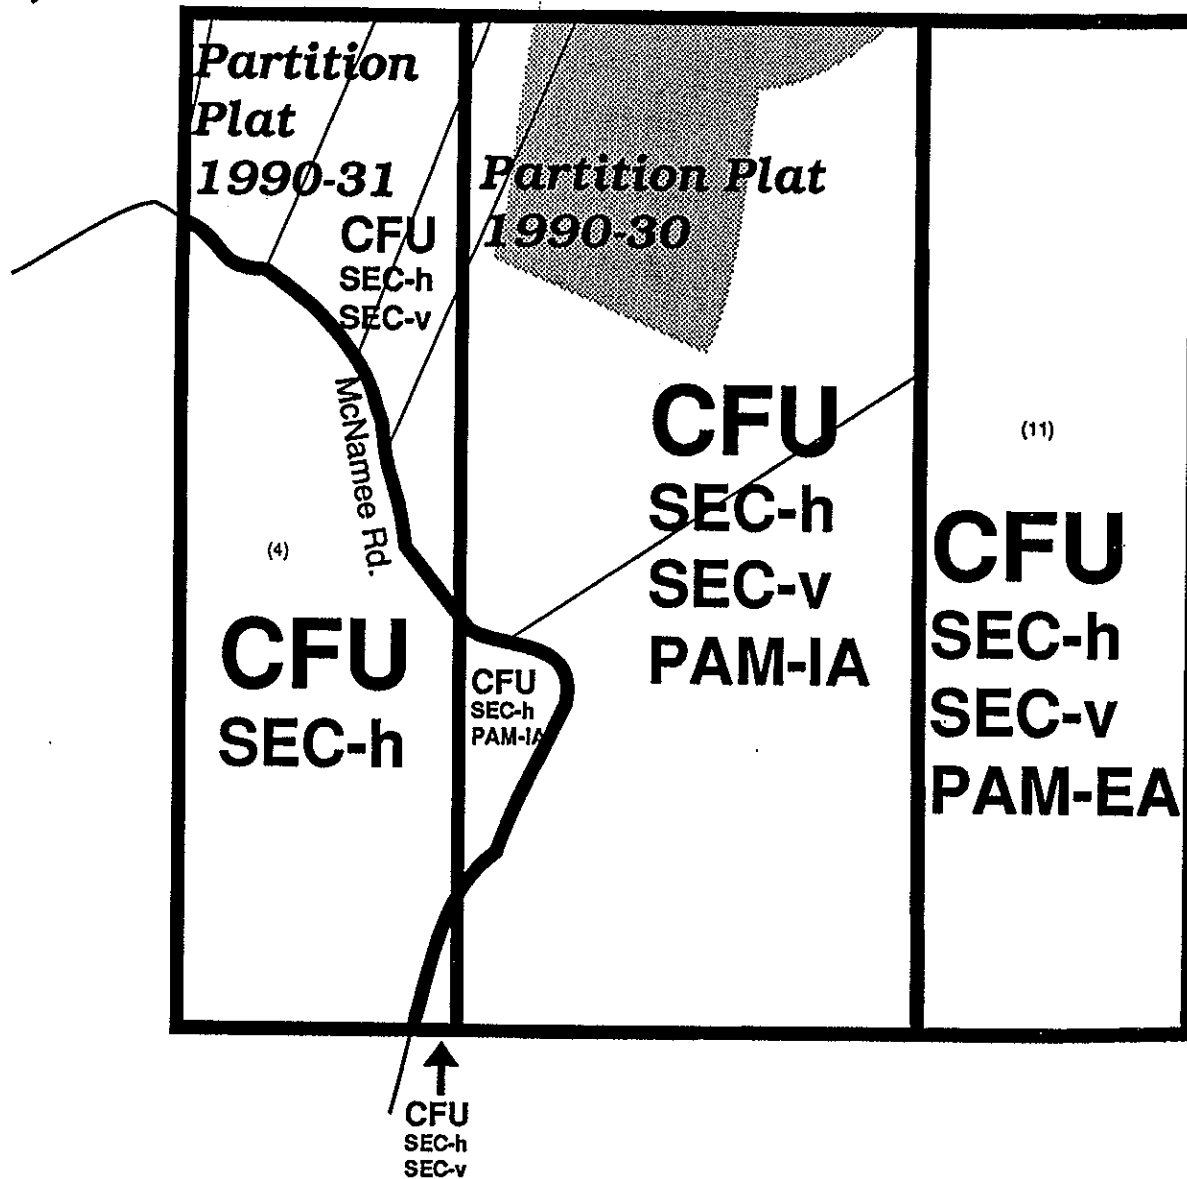 Partition
Plat
1990-31
Partition Plat
1990-30
CFU
SEC-h
SEC-v
McNamee Rd.
(4)
CFU
SEC-h
CFU
SEC-h
PAM-IA
CFU
SEC-h
SEC-v
PAM-IA
(11)
CFU
SEC-h
SEC-v
PAM-EA
CFU
SEC-h
SEC-v